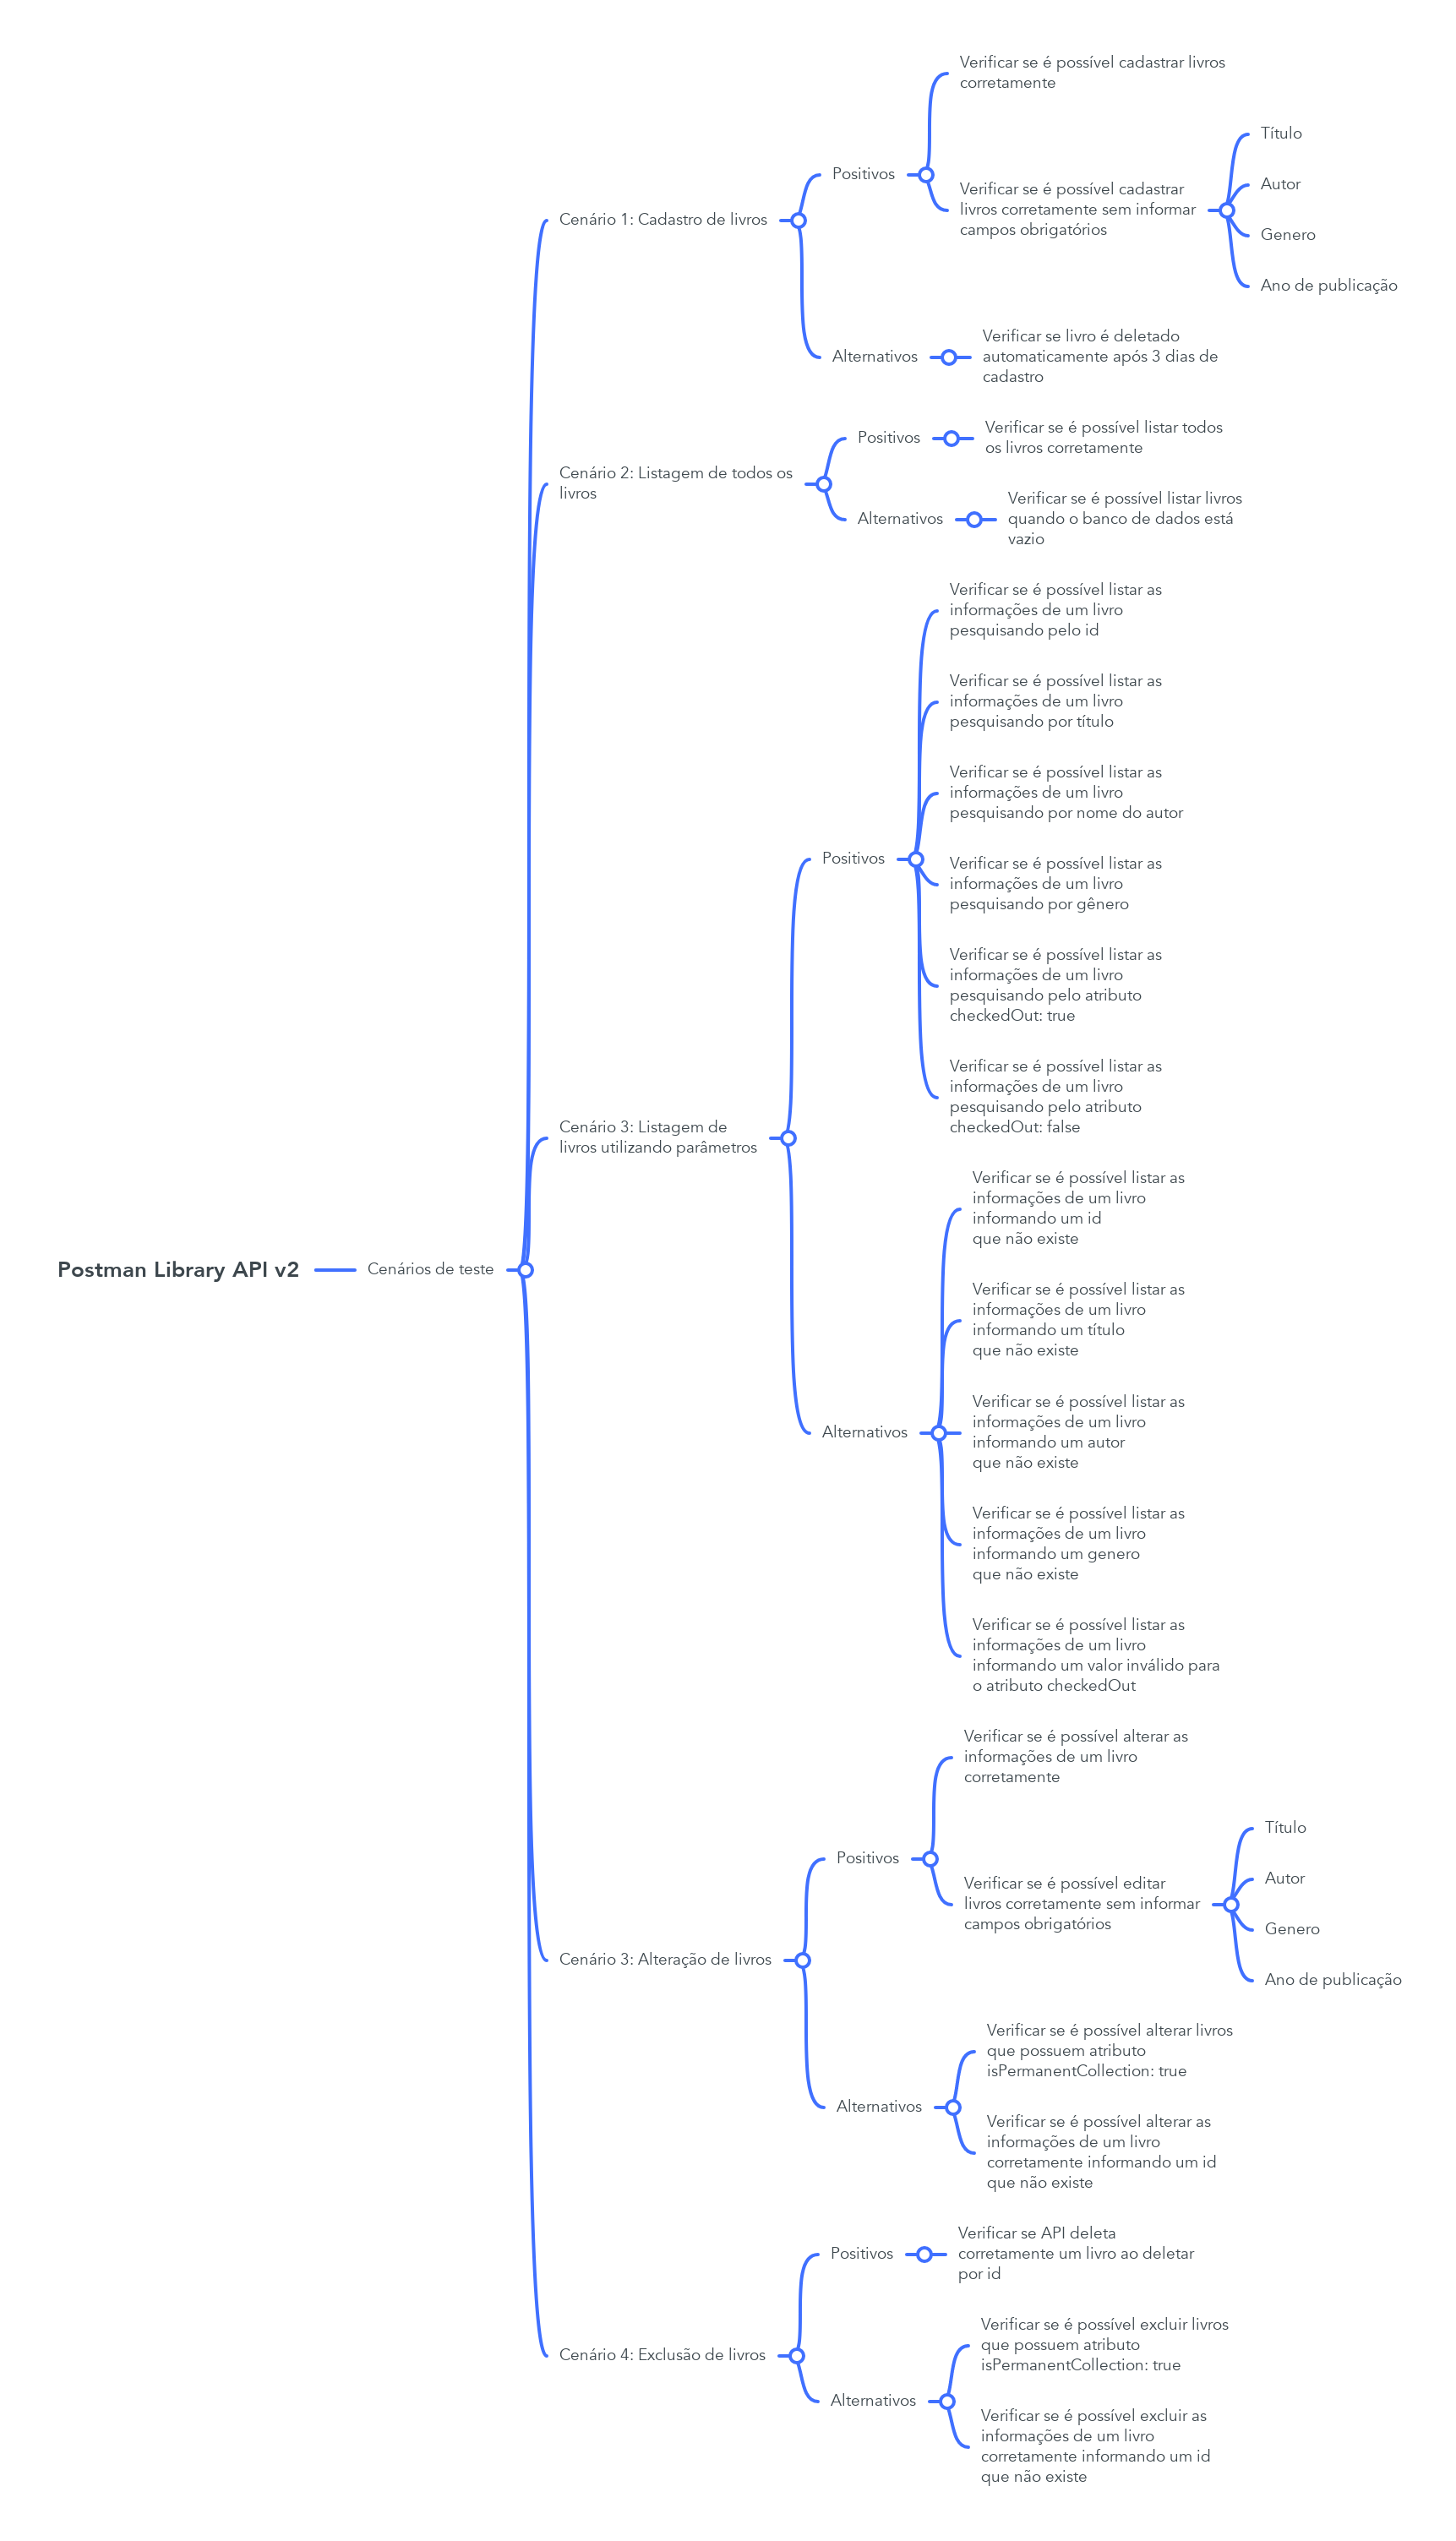 Postman Library API v2
Cenários de teste
Cenário 1: Cadastro de livros
Positivos
Verificar se é possível cadastrar livros
corretamente
Verificar se é possível cadastrar
livros corretamente sem informar
campos obrigatórios
Título
Autor
Genero
Ano de publicação
Alternativos
Verificar se livro é deletado
automaticamente após 3 dias de
cadastro
Cenário 2: Listagem de todos os
livros
Positivos
Verificar se é possível listar todos
os livros corretamente
Alternativos
Verificar se é possível listar livros
quando o banco de dados está
vazio
Cenário 3: Listagem de
livros utilizando parâmetros
Positivos
Verificar se é possível listar as
informações de um livro
pesquisando pelo id
Verificar se é possível listar as
informações de um livro
pesquisando por título
Verificar se é possível listar as
informações de um livro
pesquisando por nome do autor
Verificar se é possível listar as
informações de um livro
pesquisando por gênero
Verificar se é possível listar as
informações de um livro
pesquisando pelo atributo
checkedOut: true
Verificar se é possível listar as
informações de um livro
pesquisando pelo atributo
checkedOut: false
Alternativos
Verificar se é possível listar as
informações de um livro
informando um id
que não existe
Verificar se é possível listar as
informações de um livro
informando um título
que não existe
Verificar se é possível listar as
informações de um livro
informando um autor
que não existe
Verificar se é possível listar as
informações de um livro
informando um genero
que não existe
Verificar se é possível listar as
informações de um livro
informando um valor inválido para
o atributo checkedOut
Cenário 3: Alteração de livros
Positivos
Verificar se é possível alterar as
informações de um livro
corretamente
Verificar se é possível editar
livros corretamente sem informar
campos obrigatórios
Título
Autor
Genero
Ano de publicação
Alternativos
Verificar se é possível alterar livros
que possuem atributo
isPermanentCollection: true
Verificar se é possível alterar as
informações de um livro
corretamente informando um id
que não existe
Cenário 4: Exclusão de livros
Positivos
Verificar se API deleta
corretamente um livro ao deletar
por id
Alternativos
Verificar se é possível excluir livros
que possuem atributo
isPermanentCollection: true
Verificar se é possível excluir as
informações de um livro
corretamente informando um id
que não existe